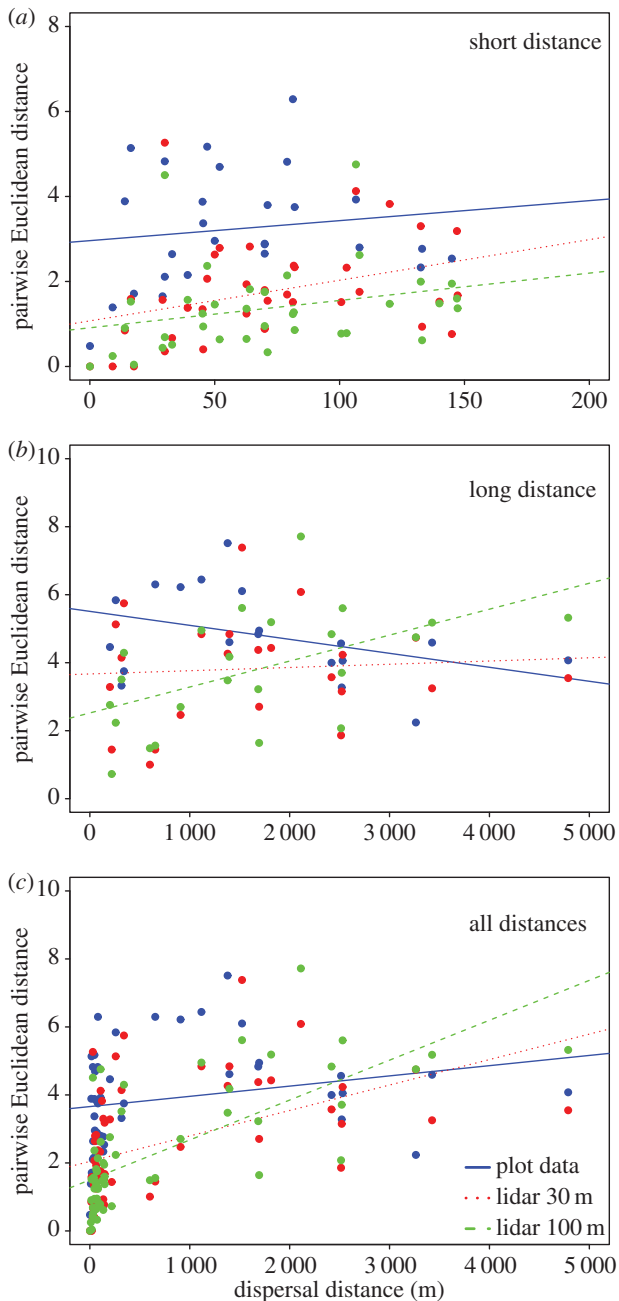 (a)
short distance
pairwise Euclidean distance
8
6
4
2
0
0 50 100 150 200
(b)
long distance
pairwise Euclidean distance
10
8
6
4
2
0
0 1 000 2 000 3 000 4 000 5 000
(c)
all distances
pairwise Euclidean distance
10
8
6
4
2
0
plot data
lidar 30 m
lidar 100 m
0 1 000 2 000 3 000 4 000 5 000
dispersal distance (m)